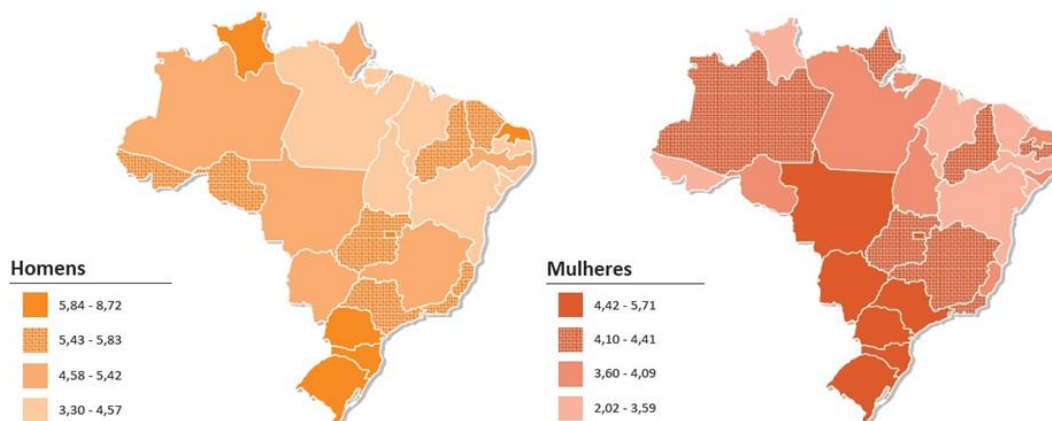 Homens
5,84 - 8,72
5,43 - 5,83
4,58 - 5,42
3,30 - 4,57
Mulheres
4,42 - 5,71
4,10 - 4,41
3,60 - 4,09
2,02 - 3,59